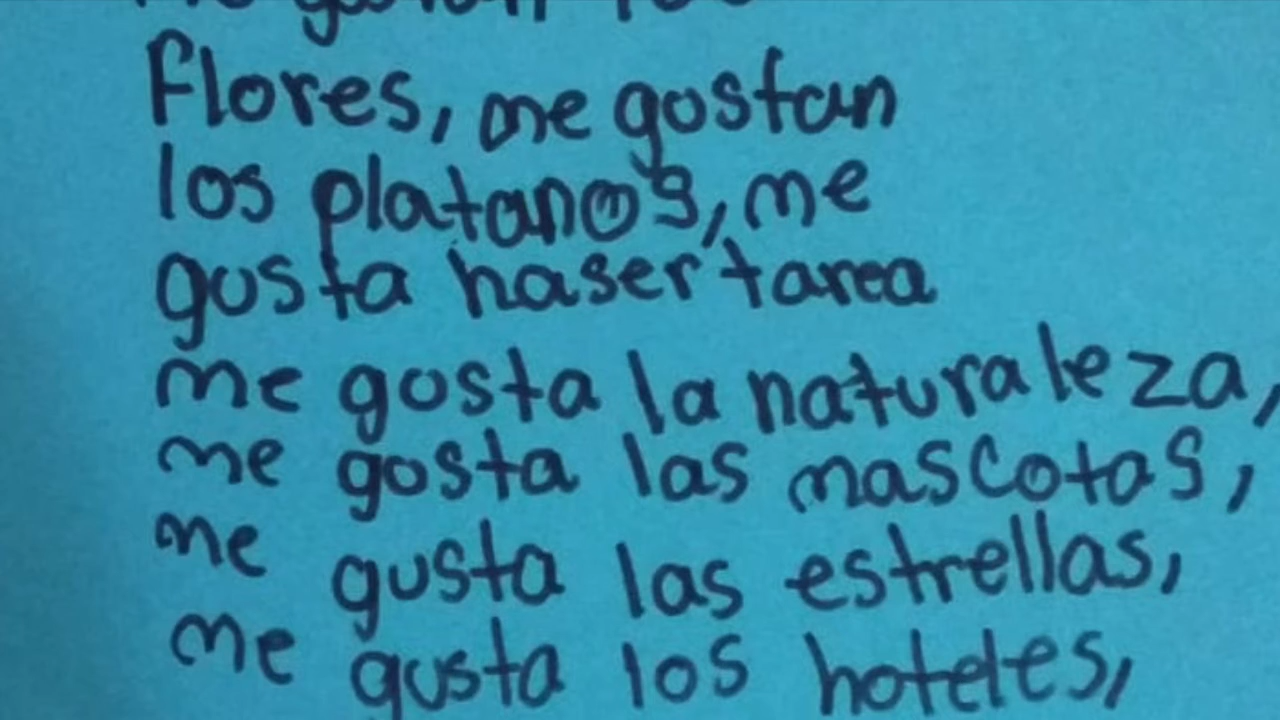 flores, me gostan
los platanos, me
gusta haser tarea
me gosta la naturaleza,
me gosta las mascotas,
me gusta las estrellas,
me gusta los hoteles,